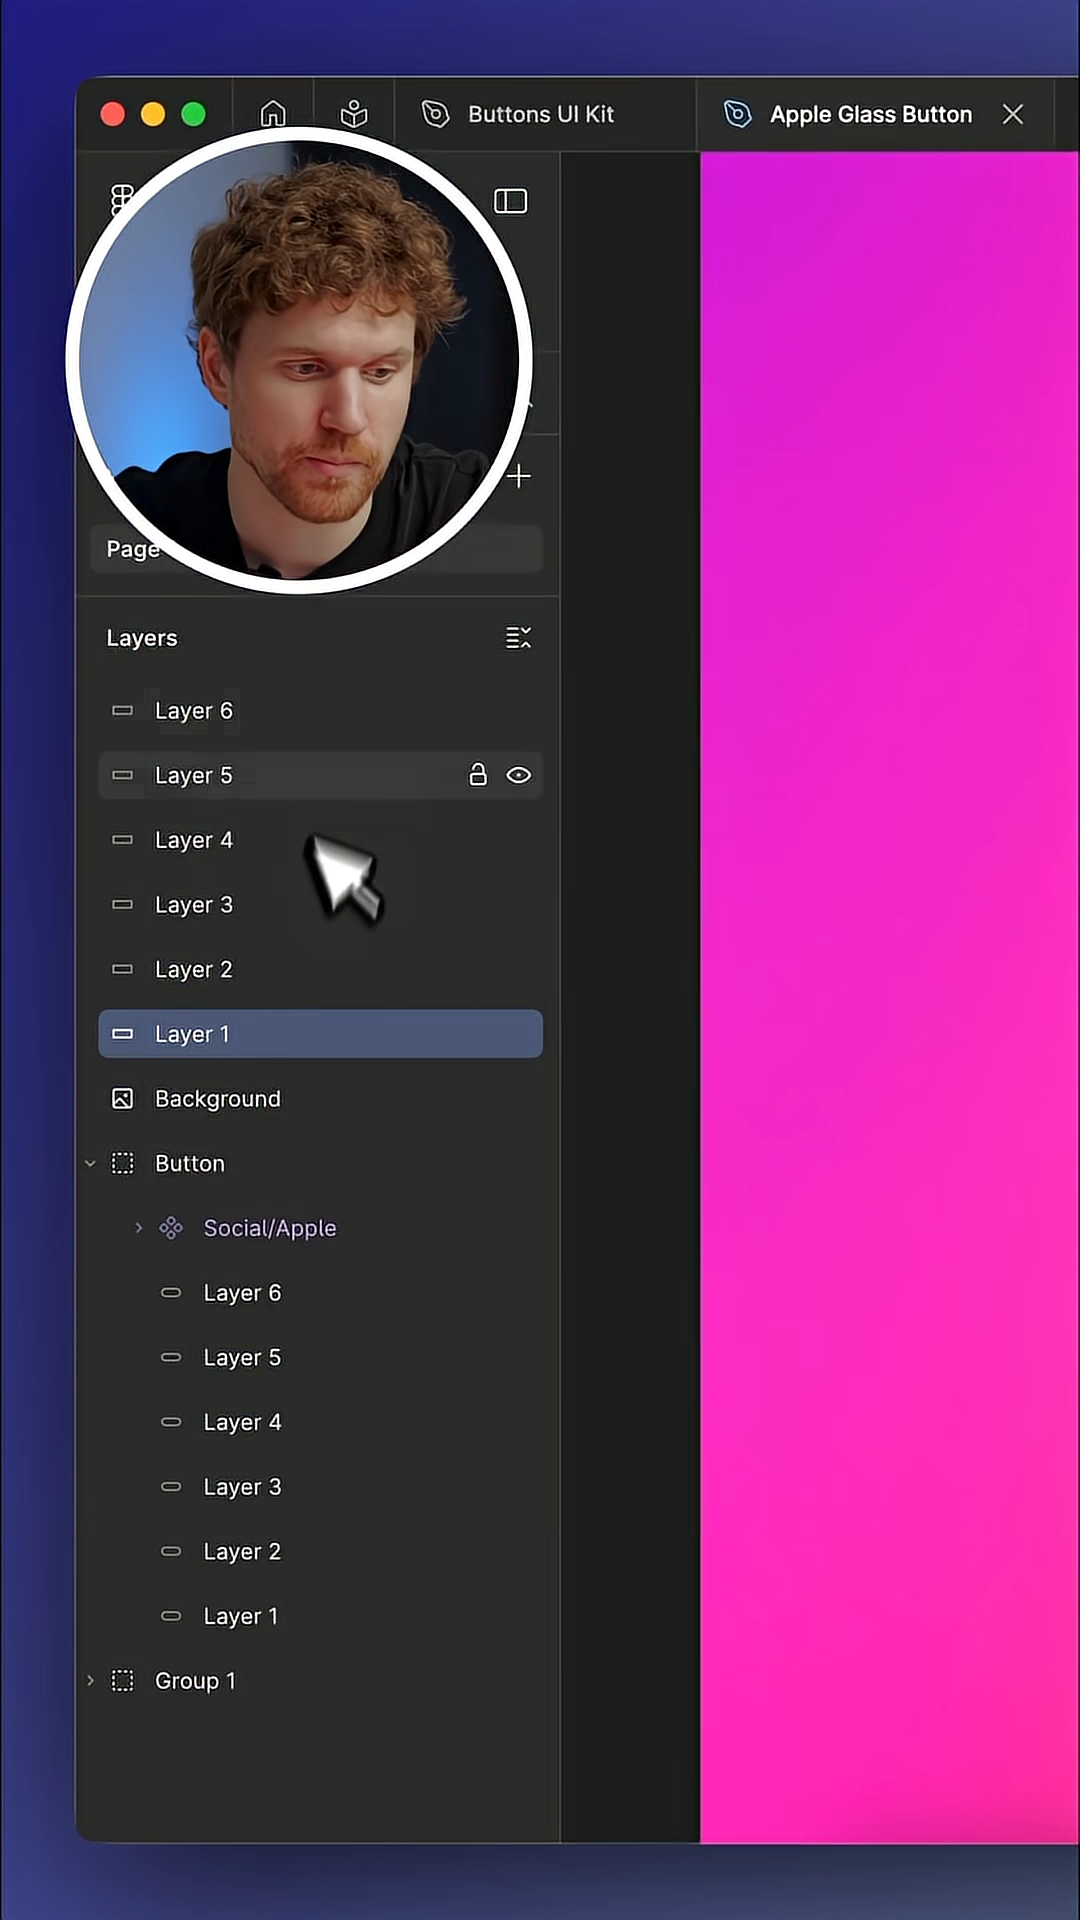 Buttons UI Kit
Apple Glass Button
Page
Layers
Layer 6
Layer 5
Layer 4
Layer 3
Layer 2
Layer 1
Background
Button
Social/Apple
Layer 6
Layer 5
Layer 4
Layer 3
Layer 2
Layer 1
Group 1